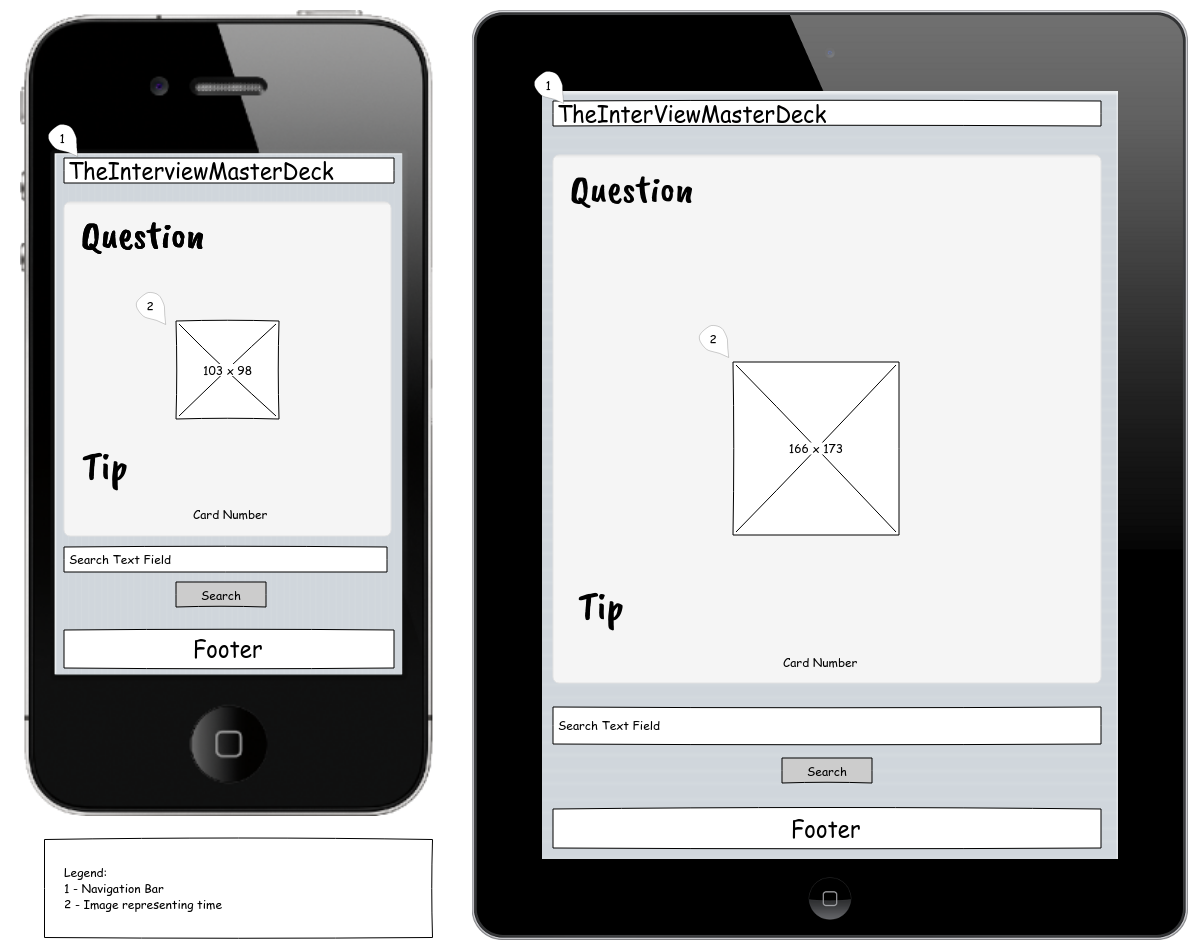 1
TheInterviewMasterDeck
Question
2
103 x 98
Tip
Card Number
Search Text Field
Search
Footer
Legend:
1 - Navigation Bar
2 - Image representing time
1
TheInterViewMasterDeck
Question
2
166 x 173
Tip
Card Number
Search Text Field
Search
Footer